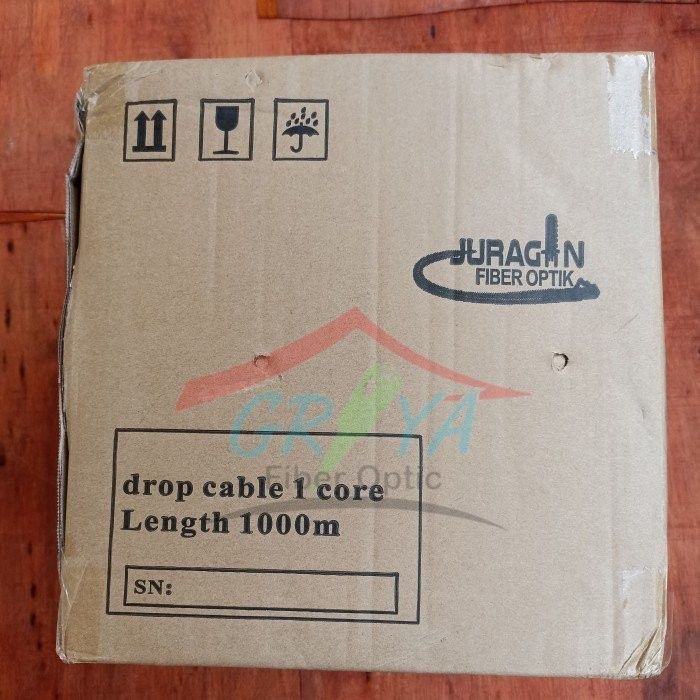 JURAGAN
FIBER OPTIK
GRIYA
Fiber Optic
drop cable 1 core
Length 1000m
SN: